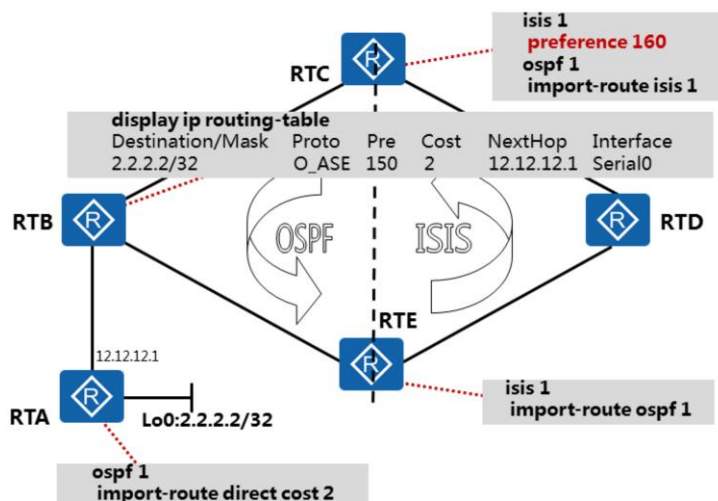 isis 1
preference 160
ospf 1
import-route isis 1
RTC
display ip routing-table
Destination/Mask Proto Pre Cost NextHop Interface
2.2.2.2/32 O_ASE 150 2 12.12.12.1 Serial0
RTB
OSPF
ISIS
RTD
RTE
12.12.12.1
RTA
Lo0:2.2.2.2/32
isis 1
import-route ospf 1
ospf 1
import-route direct cost 2
R
R
R
R
R